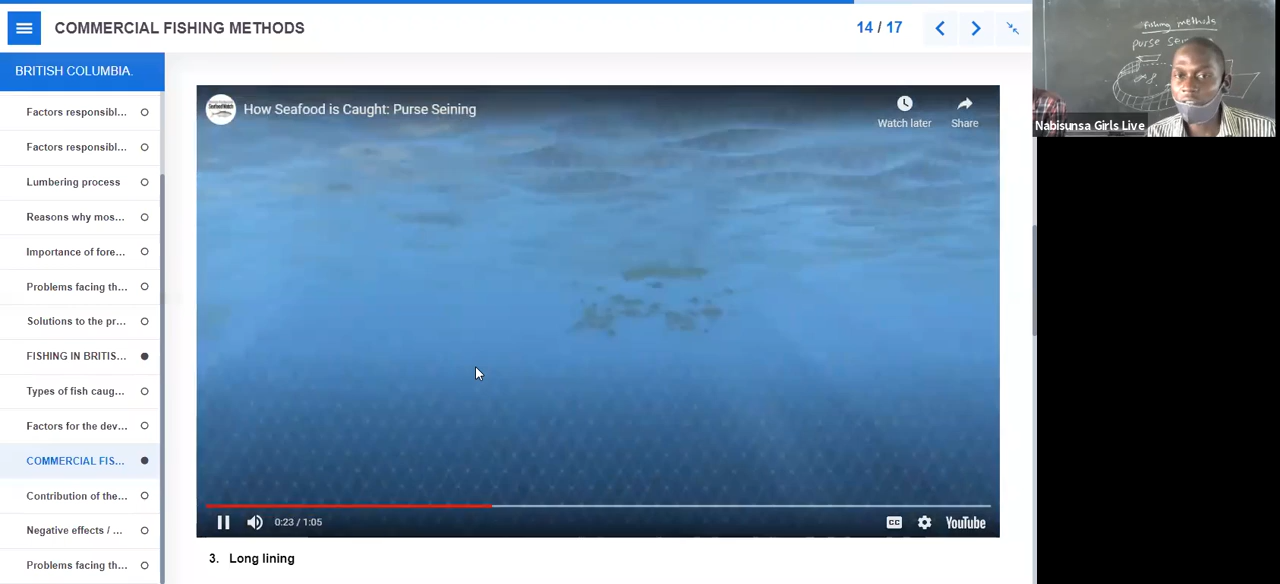 COMMERCIAL FISHING METHODS
14 / 17
BRITISH COLUMBIA.
Factors responsibl...
Factors responsibl...
Lumbering process
Reasons why mos...
Importance of fore...
Problems facing th...
Solutions to the pr...
FISHING IN BRITIS...
Types of fish caug...
Factors for the dev...
COMMERCIAL FIS...
Contribution of the...
Negative effects / ...
Problems facing th...
Seafood Watch
How Seafood is Caught: Purse Seining
Watch later
Share
0:23 / 1:05
CC
YouTube
3. Long lining
fishing methods
purse
Nabisunsa Girls Live